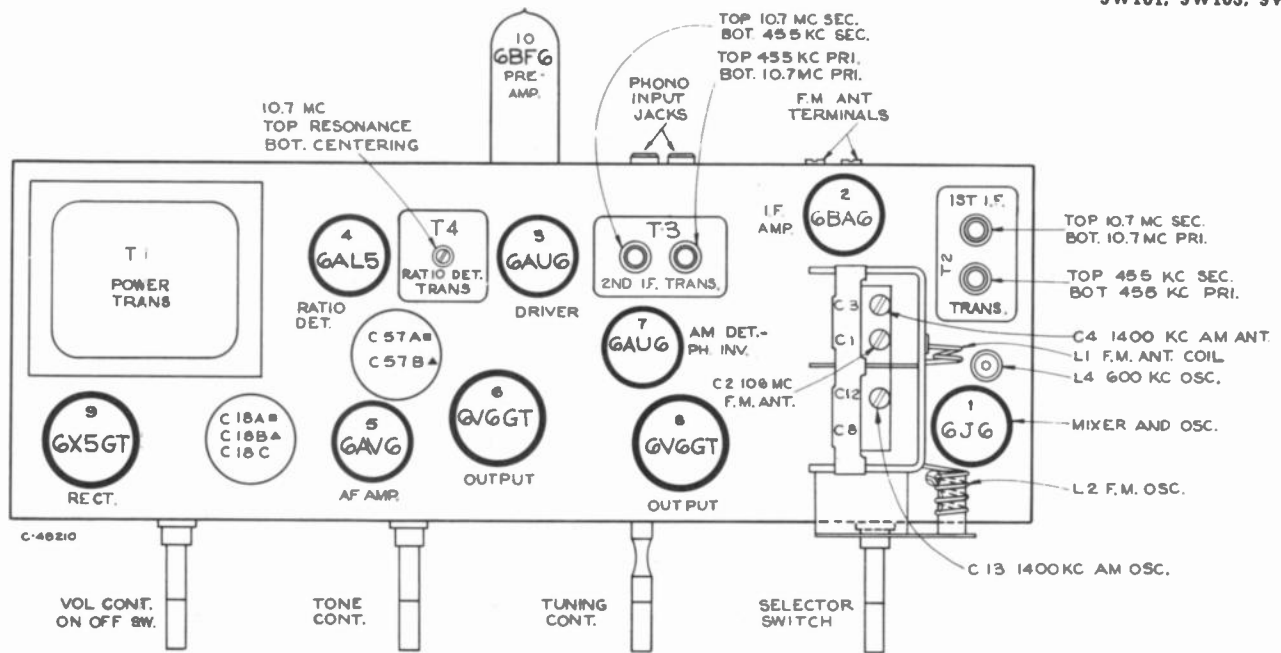 10
6BF6
PRE-
AMP.
TOP 10.7 MC SEC.
BOT. 455 KC SEC.
TOP 455 KC PRI.
BOT. 10.7 MC PRI.
PHONO
INPUT
JACKS
F.M ANT
TERMINALS
10.7 MC
TOP RESONANCE
BOT. CENTERING
T1
POWER
TRANS
4
6AL5
RATIO
DET.
T4
RATIO DET.
TRANS
3
6AU6
DRIVER
T3
2ND I.F. TRANS.
I.F.
AMP.
2
6BA6
1ST I.F.
T2
TRANS.
TOP 10.7 MC SEC.
BOT. 10.7 MC PRI.
TOP 455 KC SEC.
BOT 455 KC PRI.
C57A■
C57B▲
7
6AU6
AM DET.-
PH. INV.
C3
C1
C12
C8
C2 106 MC
F.M. ANT.
C4 1400 KC AM ANT.
L1 F.M. ANT. COIL
L4 600 KC OSC.
9
6X5GT
RECT.
C18A■
C18B▲
C18C
5
6AV6
AF AMP.
6
6V6GT
OUTPUT
8
6V6GT
OUTPUT
1
6J6
MIXER AND OSC.
L2 F.M. OSC.
C 13 1400 KC AM OSC.
C-46210
VOL CONT.
ON OFF SW.
TONE
CONT.
TUNING
CONT.
SELECTOR
SWITCH